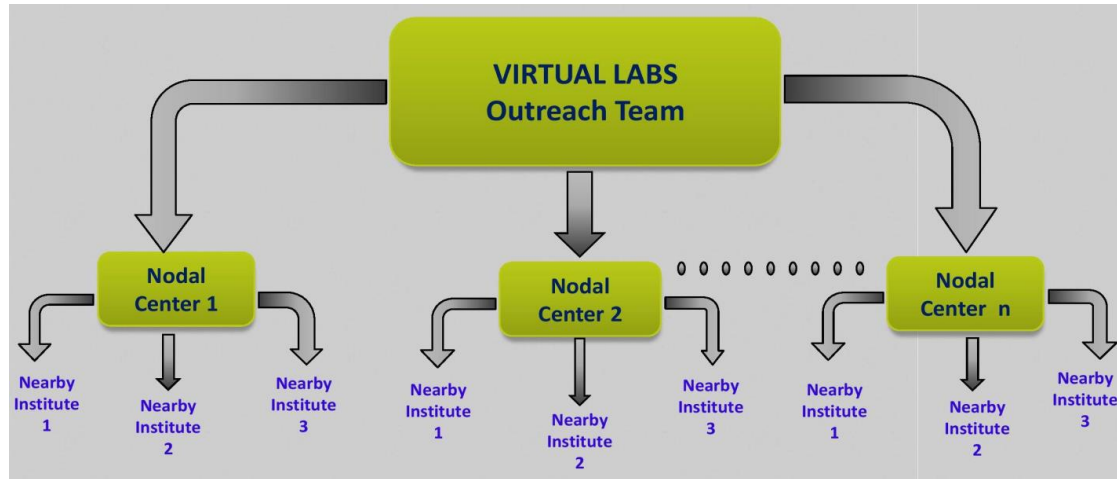 VIRTUAL LABS
Outreach Team
Nodal
Center 1
Nodal
Center 2
Nodal
Center n
Nearby
Institute
1
Nearby
Institute
2
Nearby
Institute
3
Nearby
Institute
1
Nearby
Institute
2
Nearby
Institute
3
Nearby
Institute
1
Nearby
Institute
2
Nearby
Institute
3